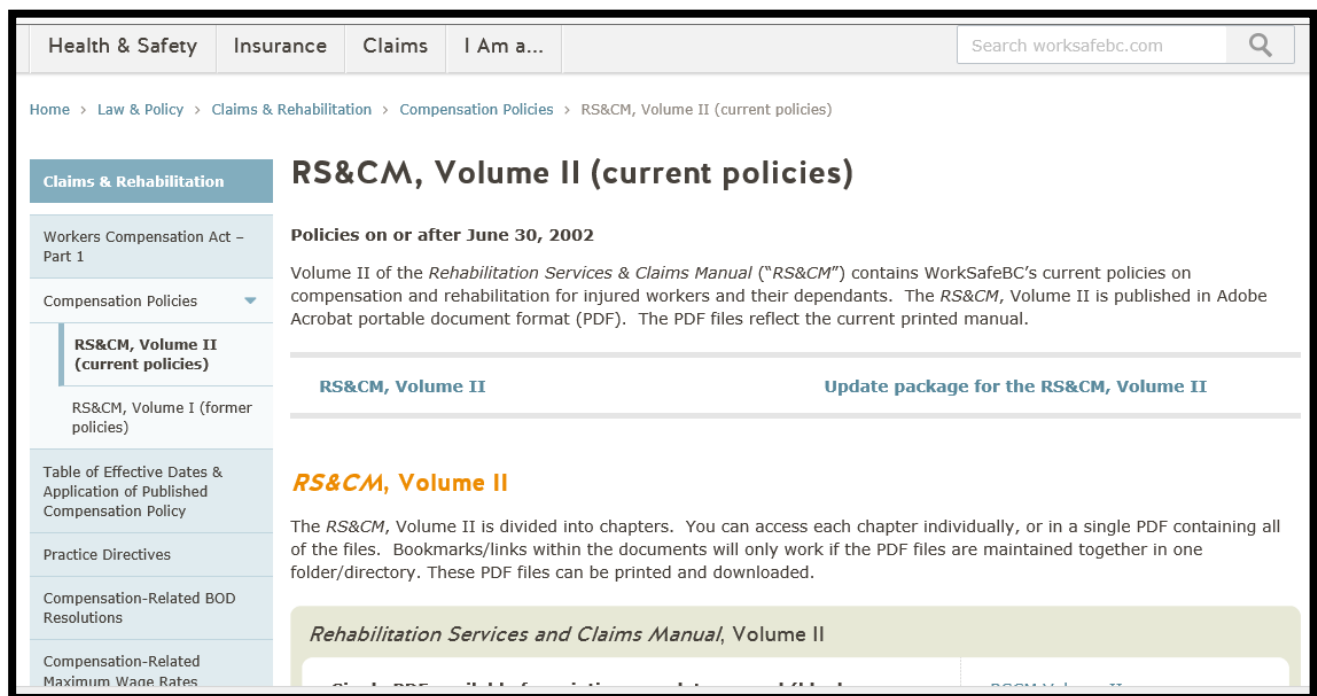 Health & Safety
Insurance
Claims
I Am a...
Search worksafebc.com
Home > Law & Policy > Claims & Rehabilitation > Compensation Policies > RS&CM, Volume II (current policies)
Claims & Rehabilitation
Workers Compensation Act –
Part 1
Compensation Policies
RS&CM, Volume II
(current policies)
RS&CM, Volume I (former
policies)
Table of Effective Dates &
Application of Published
Compensation Policy
Practice Directives
Compensation-Related BOD
Resolutions
Compensation-Related
Maximum Wage Rates
RS&CM, Volume II (current policies)
Policies on or after June 30, 2002
Volume II of the Rehabilitation Services & Claims Manual ("RS&CM") contains WorkSafeBC's current policies on
compensation and rehabilitation for injured workers and their dependants. The RS&CM, Volume II is published in Adobe
Acrobat portable document format (PDF). The PDF files reflect the current printed manual.
RS&CM, Volume II
Update package for the RS&CM, Volume II
RS&CM, Volume II
The RS&CM, Volume II is divided into chapters. You can access each chapter individually, or in a single PDF containing all
of the files. Bookmarks/links within the documents will only work if the PDF files are maintained together in one
folder/directory. These PDF files can be printed and downloaded.
Rehabilitation Services and Claims Manual, Volume II